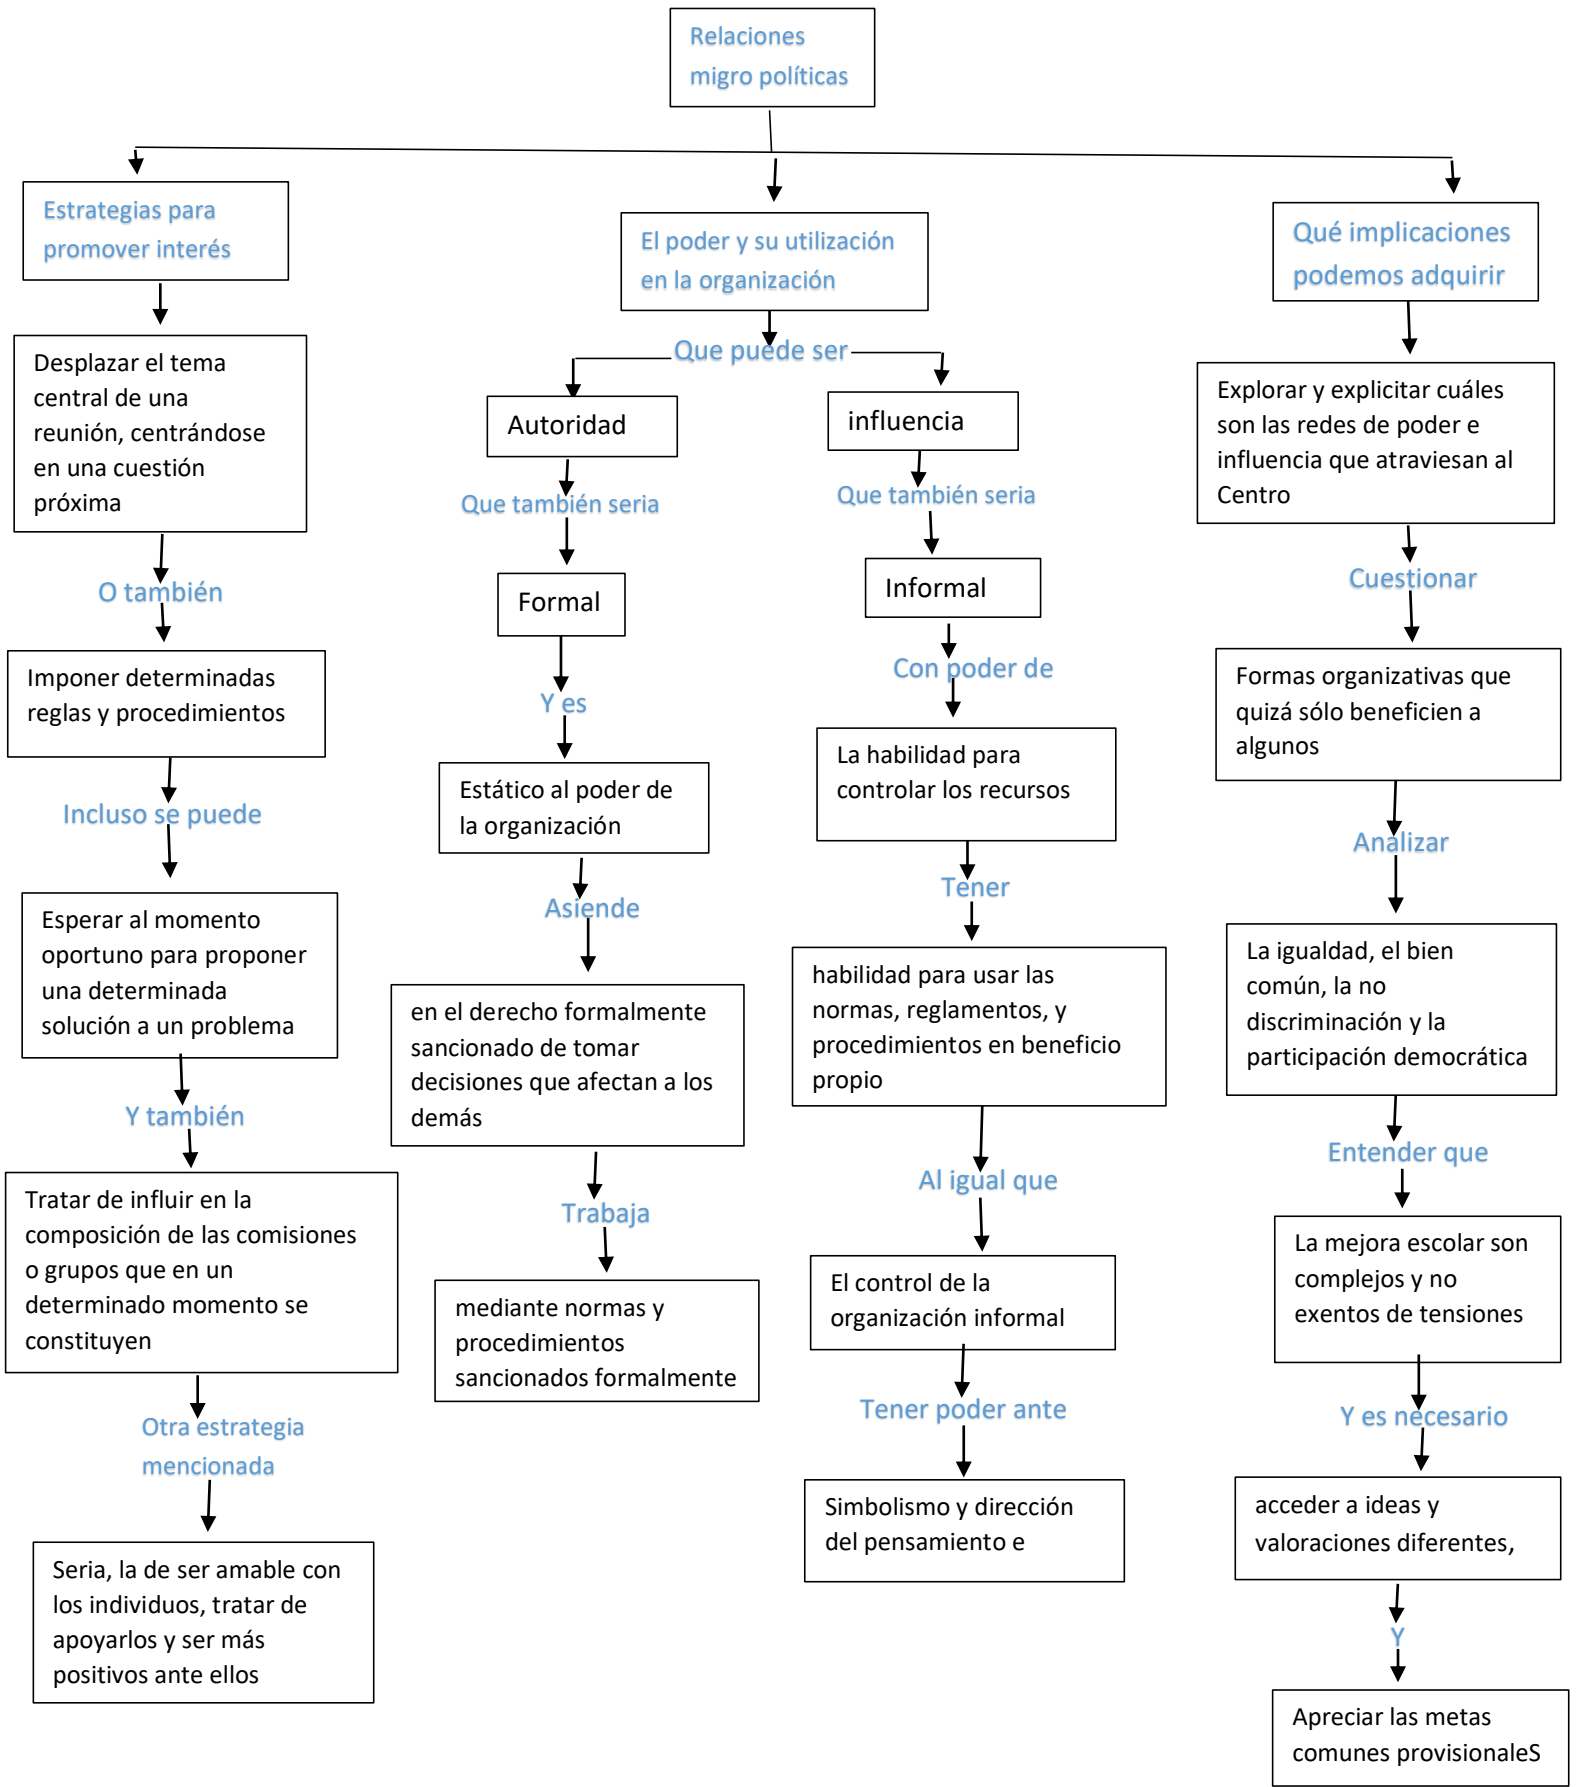 Relaciones
migro políticas
Estrategias para
promover interés
Desplazar el tema
central de una
reunión, centrándose
en una cuestión
próxima
O también
Imponer determinadas
reglas y procedimientos
Incluso se puede
Esperar al momento
oportuno para proponer
una determinada
solución a un problema
Y también
Tratar de influir en la
composición de las comisiones
o grupos que en un
determinado momento se
constituyen
Otra estrategia
mencionada
Seria, la de ser amable con
los individuos, tratar de
apoyarlos y ser más
positivos ante ellos
El poder y su utilización
en la organización
Que puede ser
Autoridad
Que también seria
Formal
Y es
Estático al poder de
la organización
Asiende
en el derecho formalmente
sancionado de tomar
decisiones que afectan a los
demás
Trabaja
mediante normas y
procedimientos
sancionados formalmente
influencia
Que también seria
Informal
Con poder de
La habilidad para
controlar los recursos
Tener
habilidad para usar las
normas, reglamentos, y
procedimientos en beneficio
propio
Al igual que
El control de la
organización informal
Tener poder ante
Simbolismo y dirección
del pensamiento e
Qué implicaciones
podemos adquirir
Explorar y explicitar cuáles
son las redes de poder e
influencia que atraviesan al
Centro
Cuestionar
Formas organizativas que
quizá sólo beneficien a
algunos
Analizar
La igualdad, el bien
común, la no
discriminación y la
participación democrática
Entender que
La mejora escolar son
complejos y no
exentos de tensiones
Y es necesario
acceder a ideas y
valoraciones diferentes,
Y
Apreciar las metas
comunes provisionaleS